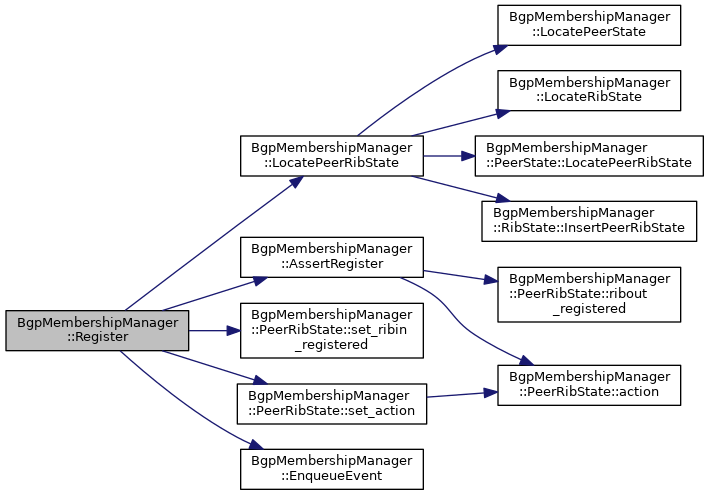 BgpMembershipManager
::Register
BgpMembershipManager
::LocatePeerRibState
BgpMembershipManager
::AssertRegister
BgpMembershipManager
::PeerRibState::set_ribin
_registered
BgpMembershipManager
::PeerRibState::set_action
BgpMembershipManager
::EnqueueEvent
BgpMembershipManager
::LocatePeerState
BgpMembershipManager
::LocateRibState
BgpMembershipManager
::PeerState::LocatePeerRibState
BgpMembershipManager
::RibState::InsertPeerRibState
BgpMembershipManager
::PeerRibState::ribout
_registered
BgpMembershipManager
::PeerRibState::action